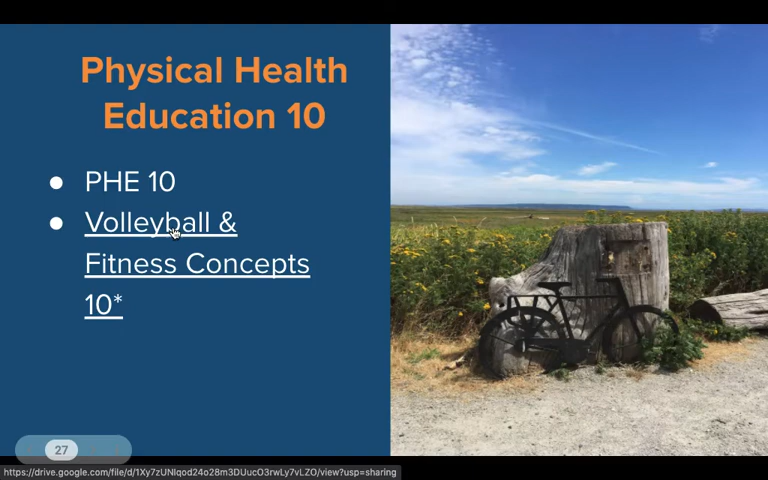 Physical Health
Education 10
● PHE 10
● Volleyball &
Fitness Concepts
10*
27
https://drive.google.com/file/d/1Xy7zUNlqod24o28m3DUucO3rwLy7vLZO/view?usp=sharing